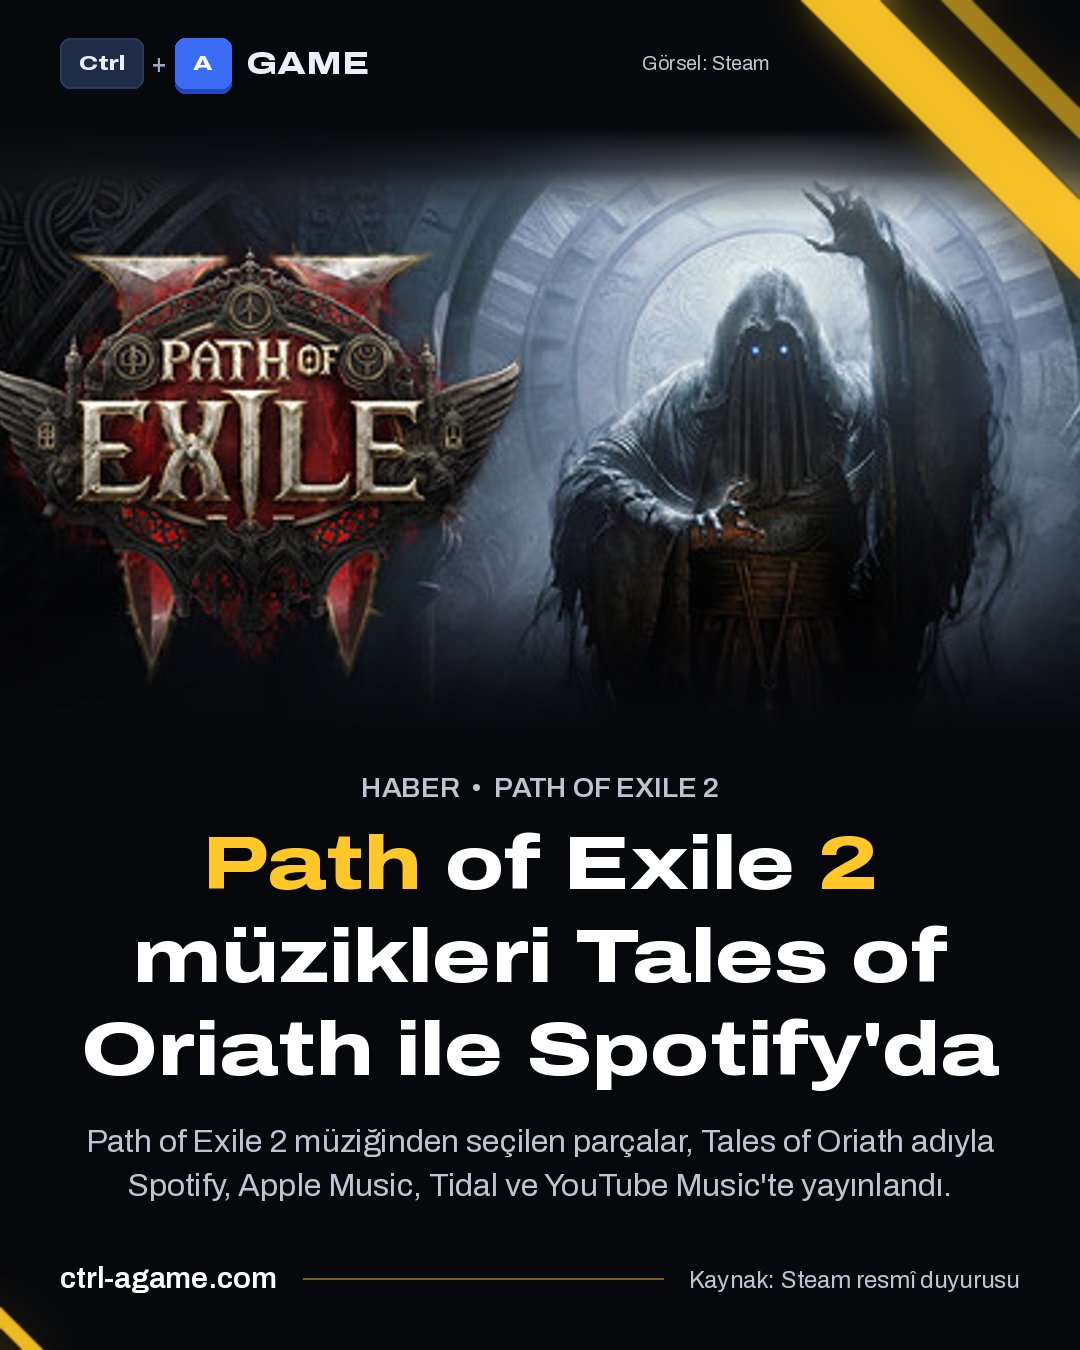 Ctrl + A GAME
Görsel: Steam
PATH OF
EXILE
HABER • PATH OF EXILE 2
Path of Exile 2
müzikleri Tales of
Oriath ile Spotify'da
Path of Exile 2 müziğinden seçilen parçalar, Tales of Oriath adıyla
Spotify, Apple Music, Tidal ve YouTube Music'te yayınlandı.
ctrl-agame.com
Kaynak: Steam resmî duyurusu